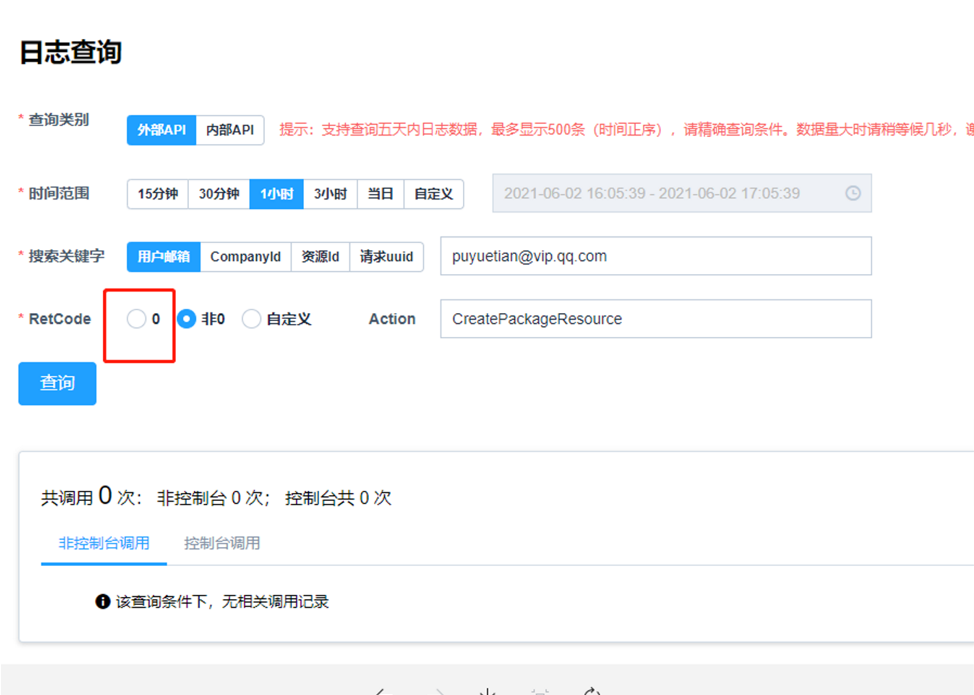 日志查询
* 查询类别 外部API 内部API 提示：支持查询五天内日志数据，最多显示500条（时间正序），请精确查询条件。数据量大时请稍等候几秒，
* 时间范围 15分钟 30分钟 1小时 3小时 当日 自定义 2021-06-02 16:05:39 - 2021-06-02 17:05:39
* 搜索关键字 用户邮箱 CompanyId 资源Id 请求uuid puyuetian@vip.qq.com
* RetCode 0 非0 自定义 Action CreatePackageResource
查询
共调用 0 次： 非控制台 0 次； 控制台共 0 次
非控制台调用 控制台调用
该查询条件下，无相关调用记录